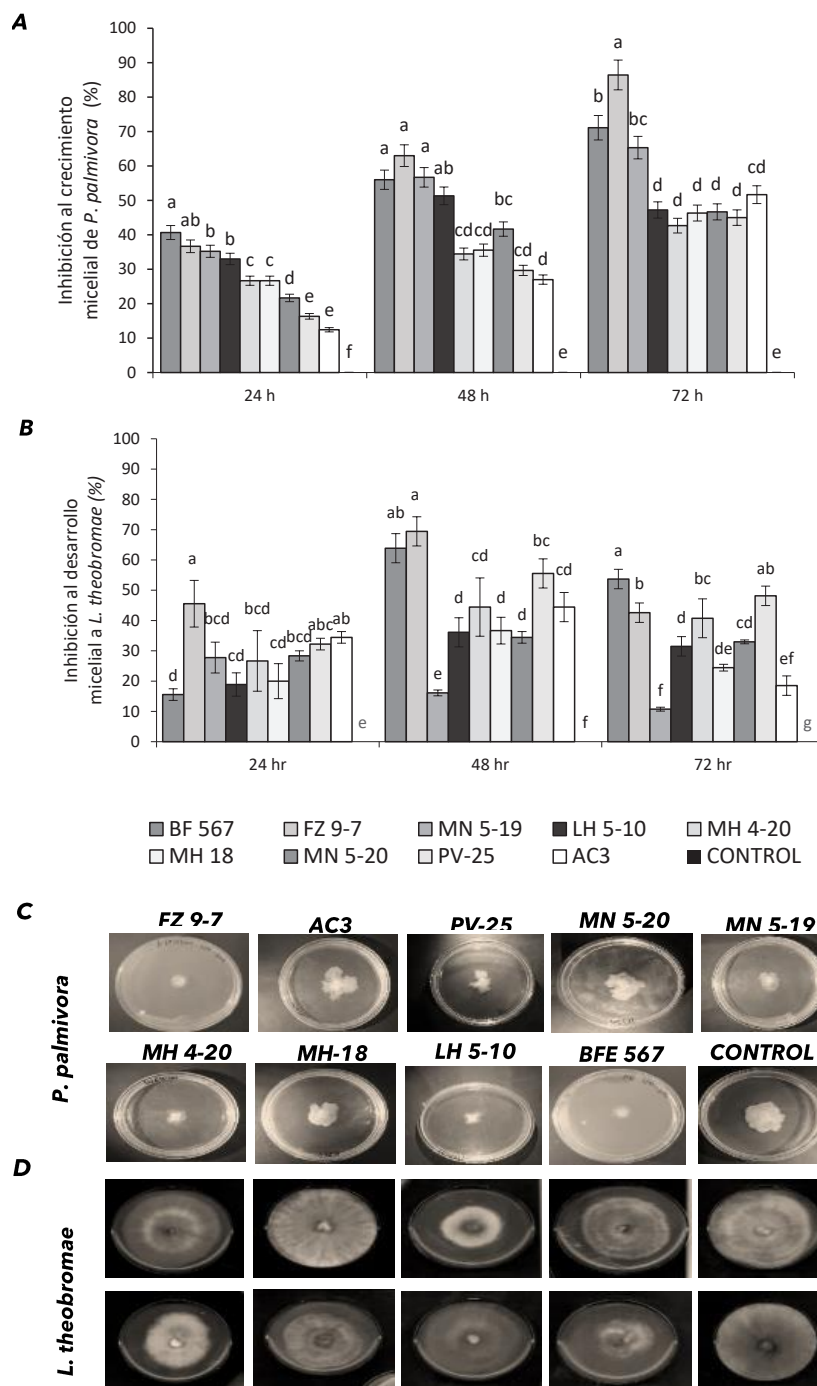 A
Inhibición al crecimiento
micelial de P. palmivora (%)
100
90
80
70
60
50
40
30
20
10
0
a ab b b c c d e e f
a a a ab cd cd bc cd cd e
b a bc d d d d d cd e
24 h 48 h 72 h
B
Inhibición al desarrollo
micelial a L. theobromae (%)
100
90
80
70
60
50
40
30
20
10
0
d a bcd cd bcd cd bcd abc ab e
ab a e d cd d d bc cd f
a b f d bc de cd ab ef g
24 hr 48 hr 72 hr
BF 567 FZ 9-7 MN 5-19 LH 5-10 MH 4-20
MH 18 MN 5-20 PV-25 AC3 CONTROL
C
P. palmivora
FZ 9-7 AC3 PV-25 MN 5-20 MN 5-19
MH 4-20 MH-18 LH 5-10 BFE 567 CONTROL
D
L. theobromae